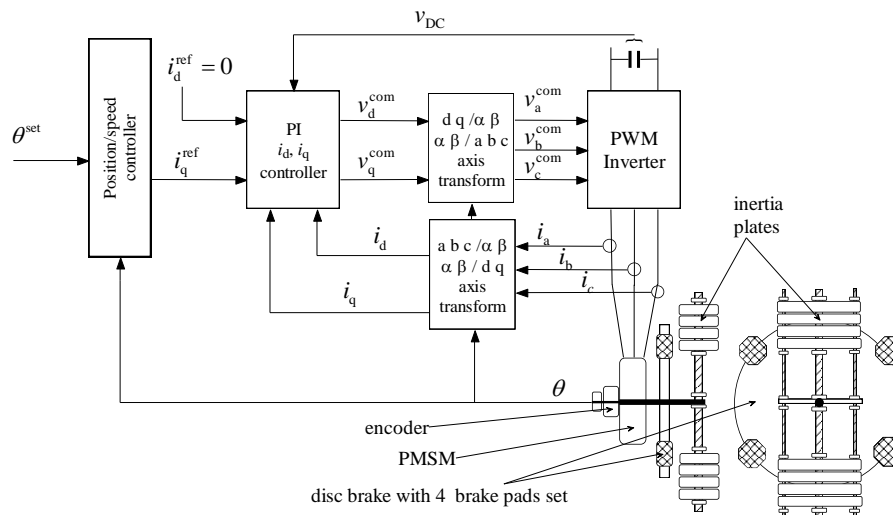 v_DC
i_d^ref = 0
θ^set
Position/speed
controller
i_q^ref
PI
i_d, i_q
controller
v_d^com
v_q^com
d q /α β
α β / a b c
axis
transform
v_a^com
v_b^com
v_c^com
PWM
Inverter
i_d
i_q
a b c /α β
α β / d q
axis
transform
i_a
i_b
i_c
inertia
plates
θ
encoder
PMSM
disc brake with 4 brake pads set